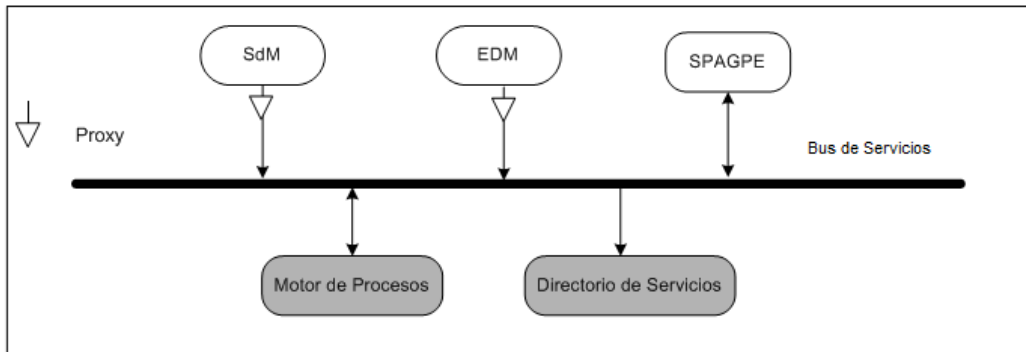 SdM
EDM
SPAGPE
Proxy
Bus de Servicios
Motor de Procesos
Directorio de Servicios